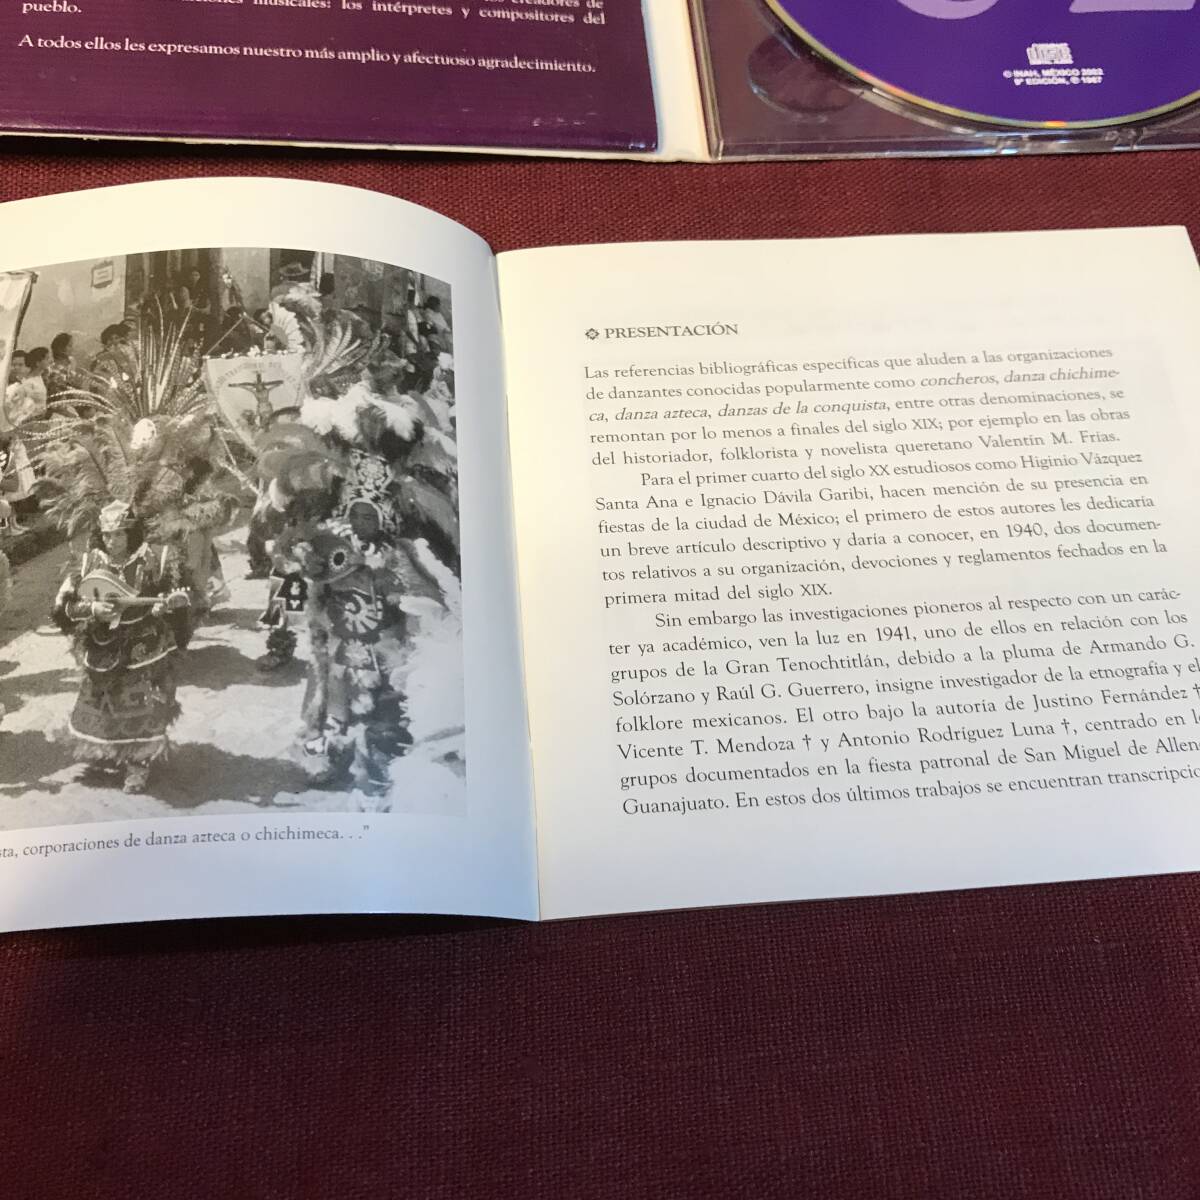 pueblo.
musicales: los intérpretes y compositores del
creadores de
A todos ellos les expresamos nuestro más amplio y afectuoso agradecimiento.
© INAH, MÉXICO 2002
5ª EDICIÓN, © 1987
sta, corporaciones de danza azteca o chichimeca. . ."
PRESENTACIÓN
Las referencias bibliográficas específicas que aluden a las organizaciones
de danzantes conocidas popularmente como concheros, danza chichime-
ca, danza azteca, danzas de la conquista, entre otras denominaciones, se
remontan por lo menos a finales del siglo XIX; por ejemplo en las obras
del historiador, folklorista y novelista queretano Valentín M. Frías.
Para el primer cuarto del siglo XX estudiosos como Higinio Vázquez
Santa Ana e Ignacio Dávila Garibi, hacen mención de su presencia en
fiestas de la ciudad de México; el primero de estos autores les dedicaría
un breve artículo descriptivo y daría a conocer, en 1940, dos documen-
tos relativos a su organización, devociones y reglamentos fechados en la
primera mitad del siglo XIX.
Sin embargo las investigaciones pioneros al respecto con un carác-
ter ya académico, ven la luz en 1941, uno de ellos en relación con los
grupos de la Gran Tenochtitlán, debido a la pluma de Armando G.
Solórzano y Raúl G. Guerrero, insigne investigador de la etnografía y el
folklore mexicanos. El otro bajo la autoría de Justino Fernández †
Vicente T. Mendoza † y Antonio Rodríguez Luna †, centrado en lo
grupos documentados en la fiesta patronal de San Miguel de Allen
Guanajuato. En estos dos últimos trabajos se encuentran transcripcio